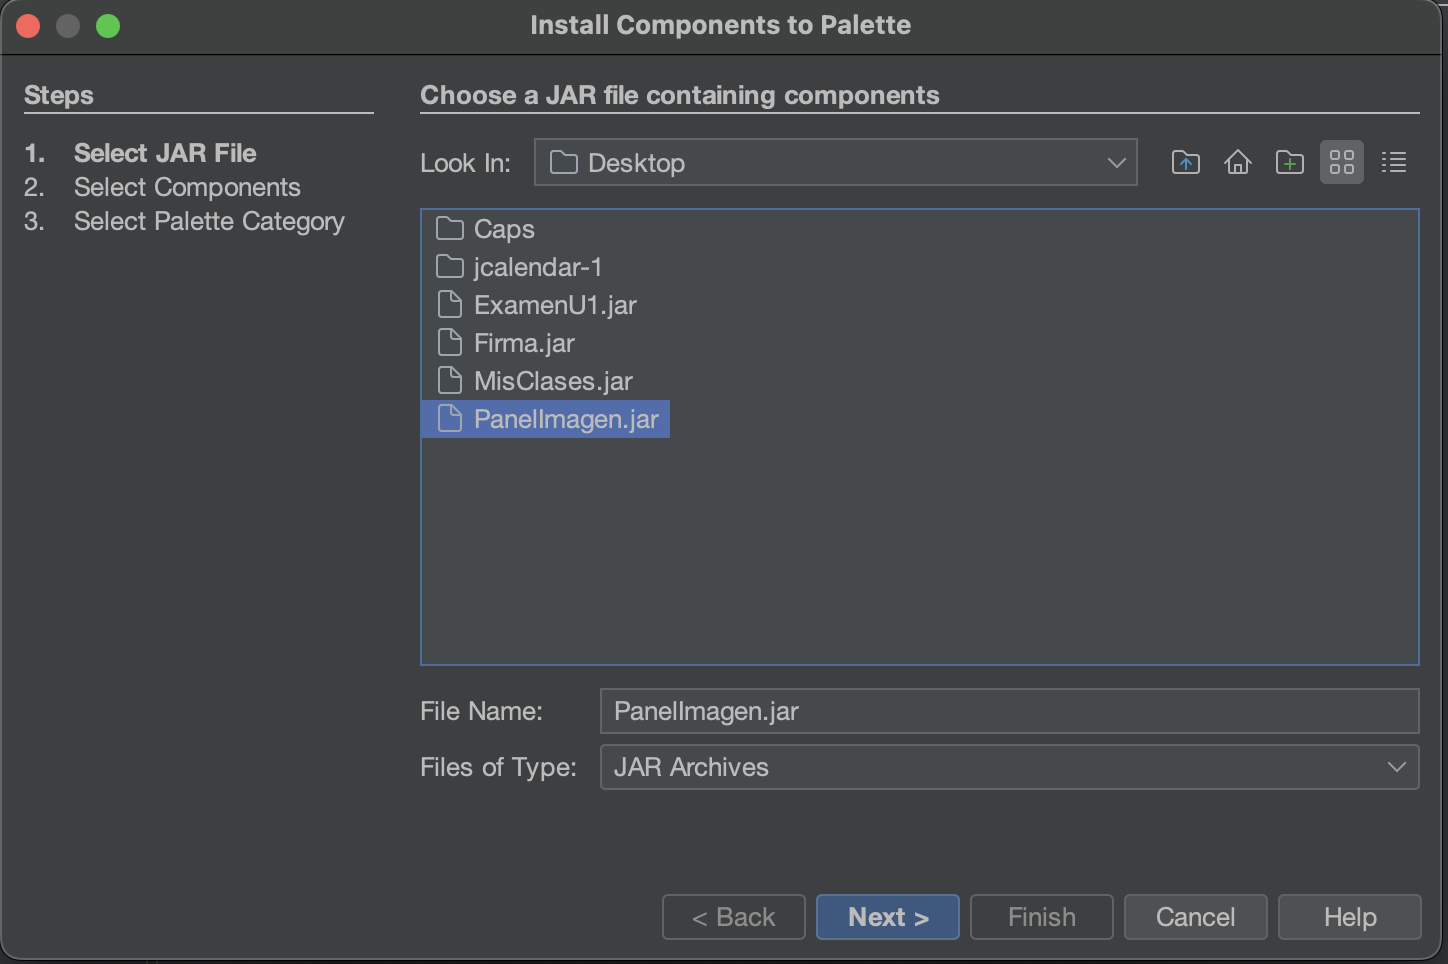 Install Components to Palette
Steps
1. Select JAR File
2. Select Components
3. Select Palette Category
Choose a JAR file containing components
Look In: Desktop
Caps
jcalendar-1
ExamenU1.jar
Firma.jar
MisClases.jar
PanelImagen.jar
File Name: PanelImagen.jar
Files of Type: JAR Archives
< Back Next > Finish Cancel Help